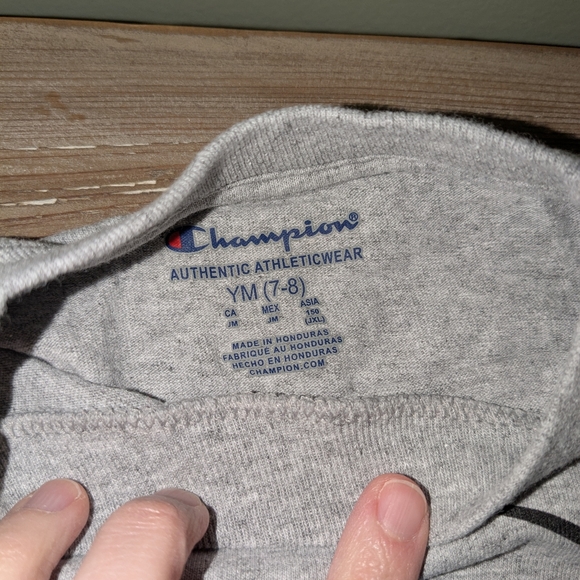 Champion®
AUTHENTIC ATHLETICWEAR
YM (7-8)
CA MEX ASIA
JM JM 150
(JXL)
MADE IN HONDURAS
FABRIQUÉ AU HONDURAS
HECHO EN HONDURAS
CHAMPION.COM